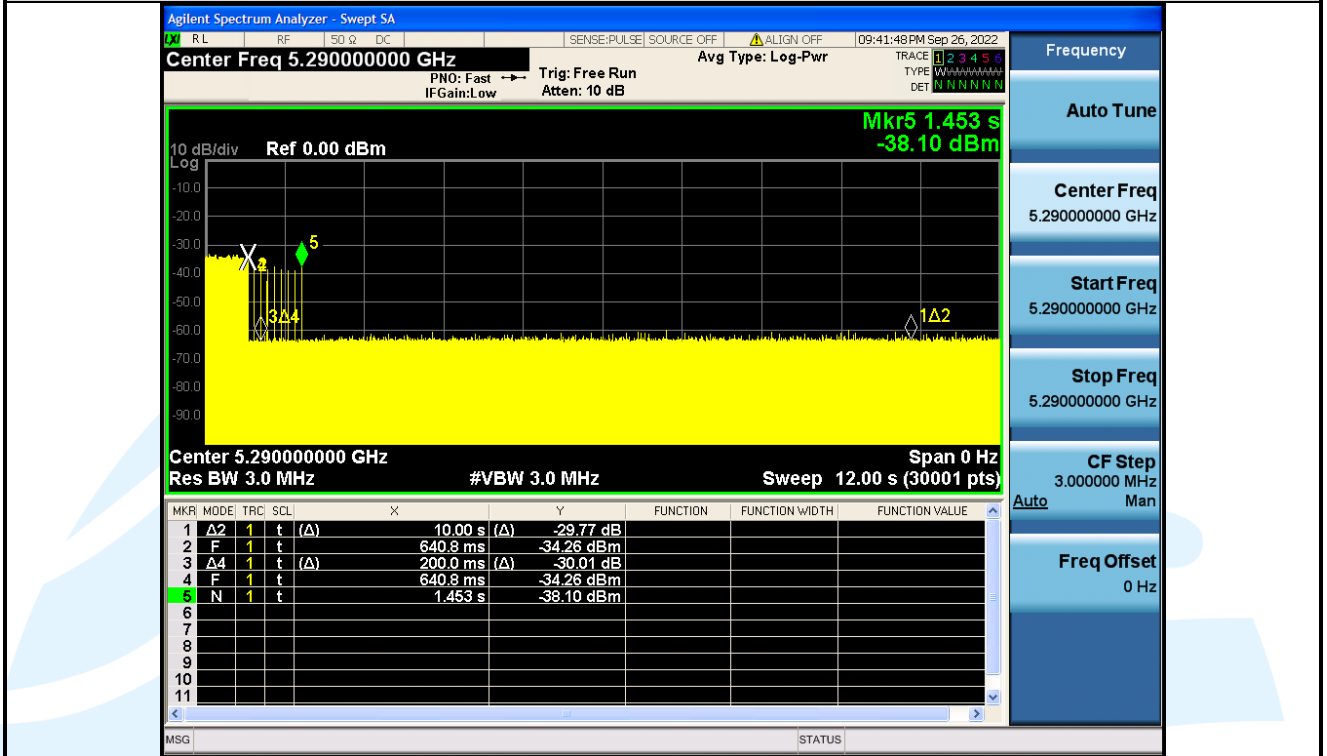 Agilent Spectrum Analyzer - Swept SA
LXI RL RF 50 Ω DC SENSE:PULSE SOURCE OFF ALIGN OFF 09:41:48 PM Sep 26, 2022
Center Freq 5.290000000 GHz
PNO: Fast
IFGain:Low
Trig: Free Run
Atten: 10 dB
Avg Type: Log-Pwr
TRACE 1 2 3 4 5 6
TYPE WWWWWW
DET N N N N N N
Mkr5 1.453 s
-38.10 dBm
10 dB/div Ref 0.00 dBm
Log
-10.0
-20.0
-30.0
-40.0
-50.0
-60.0
-70.0
-80.0
-90.0
5
3Δ4
1Δ2
Center 5.290000000 GHz Span 0 Hz
Res BW 3.0 MHz #VBW 3.0 MHz Sweep 12.00 s (30001 pts)
MKR MODE TRC SCL X Y FUNCTION FUNCTION WIDTH FUNCTION VALUE
1 Δ2 1 t (Δ) 10.00 s (Δ) -29.77 dB
2 F 1 t 640.8 ms -34.26 dBm
3 Δ4 1 t (Δ) 200.0 ms (Δ) -30.01 dB
4 F 1 t 640.8 ms -34.26 dBm
5 N 1 t 1.453 s -38.10 dBm
6
7
8
9
10
11
MSG STATUS
Frequency
Auto Tune
Center Freq
5.290000000 GHz
Start Freq
5.290000000 GHz
Stop Freq
5.290000000 GHz
CF Step
3.000000 MHz
Auto Man
Freq Offset
0 Hz